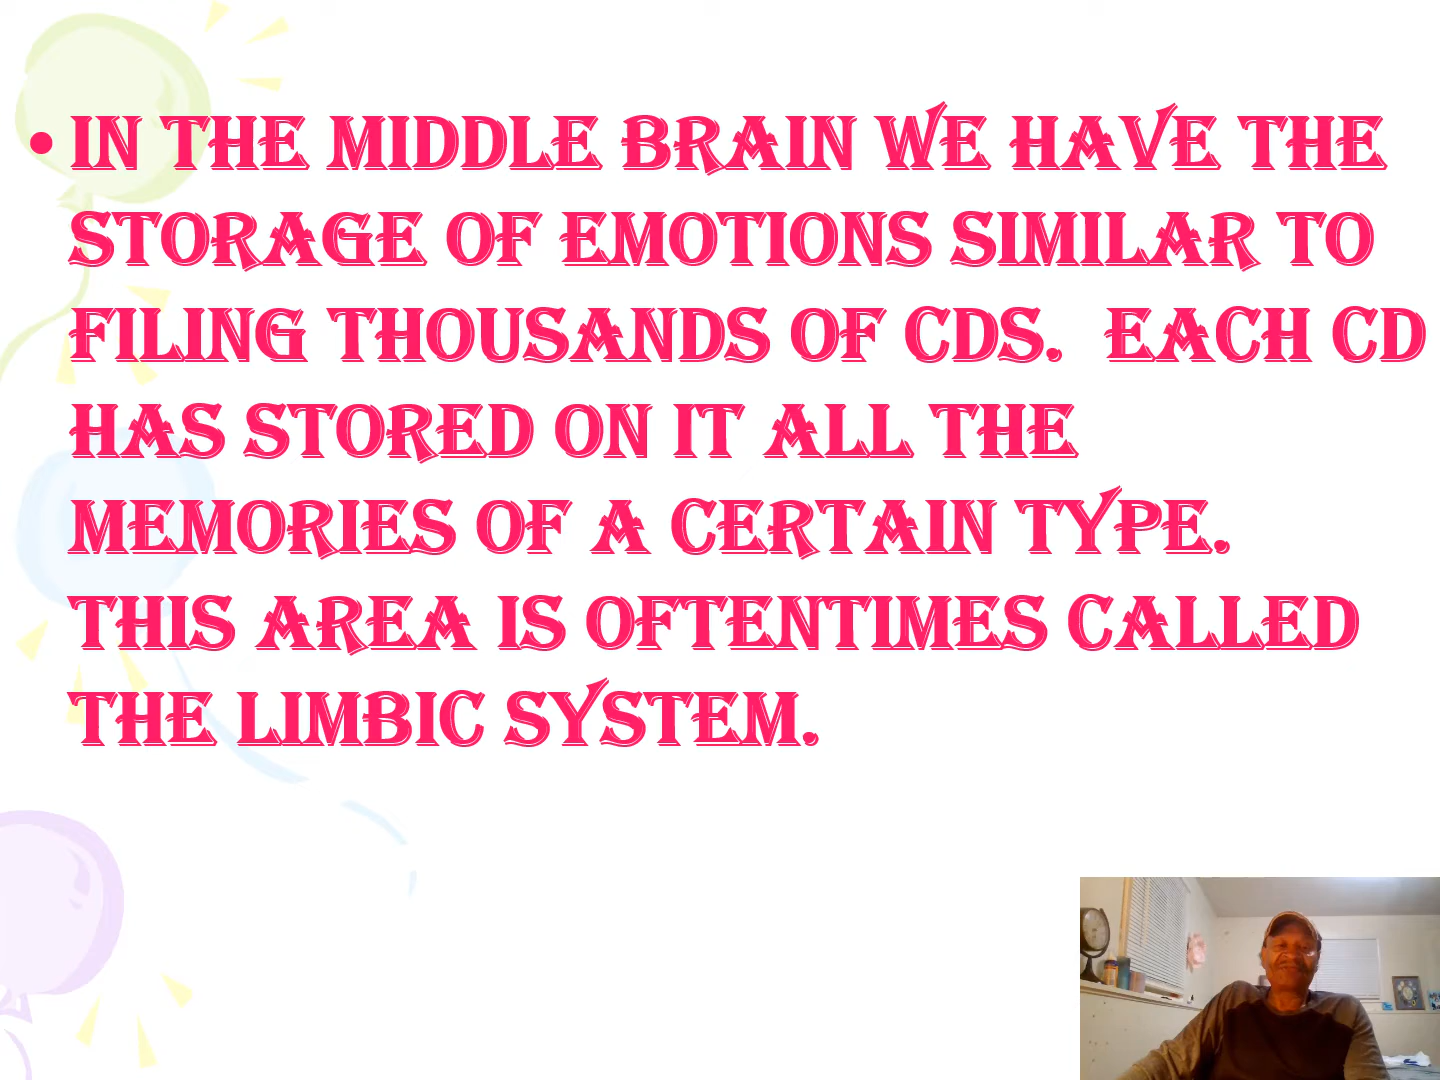 • IN THE MIDDLE BRAIN WE HAVE THE
STORAGE OF EMOTIONS SIMILAR TO
FILING THOUSANDS OF CDS. EACH CD
HAS STORED ON IT ALL THE
MEMORIES OF A CERTAIN TYPE.
THIS AREA IS OFTENTIMES CALLED
THE LIMBIC SYSTEM.